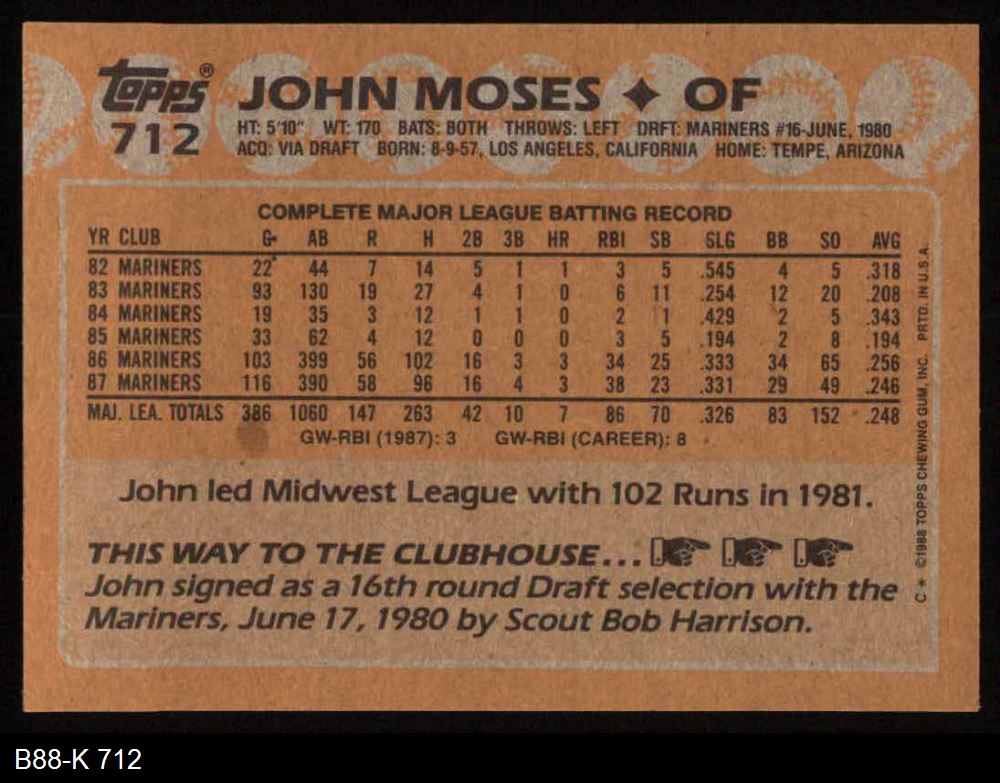 Topps® JOHN MOSES ✦ OF
712 HT: 5'10" WT: 170 BATS: BOTH THROWS: LEFT DRFT: MARINERS #16-JUNE, 1980
ACQ: VIA DRAFT BORN: 8-9-57, LOS ANGELES, CALIFORNIA HOME: TEMPE, ARIZONA
COMPLETE MAJOR LEAGUE BATTING RECORD
YR CLUB G AB R H 2B 3B HR RBI SB SLG BB SO AVG
82 MARINERS 22 44 7 14 5 1 1 3 5 .545 4 5 .318
83 MARINERS 93 130 19 27 4 1 0 6 11 .254 12 20 .208
84 MARINERS 19 35 3 12 1 1 0 2 1 .429 2 5 .343
85 MARINERS 33 62 4 12 0 0 0 3 5 .194 2 8 .194
86 MARINERS 103 399 56 102 16 3 3 34 25 .333 34 65 .256
87 MARINERS 116 390 58 96 16 4 3 38 23 .331 29 49 .246
MAJ. LEA. TOTALS 386 1060 147 263 42 10 7 86 70 .326 83 152 .248
GW-RBI (1987): 3 GW-RBI (CAREER): 8
John led Midwest League with 102 Runs in 1981.
THIS WAY TO THE CLUBHOUSE...
John signed as a 16th round Draft selection with the
Mariners, June 17, 1980 by Scout Bob Harrison.
C* ©1988 TOPPS CHEWING GUM, INC. PRTD. IN U.S.A.
B88-K 712